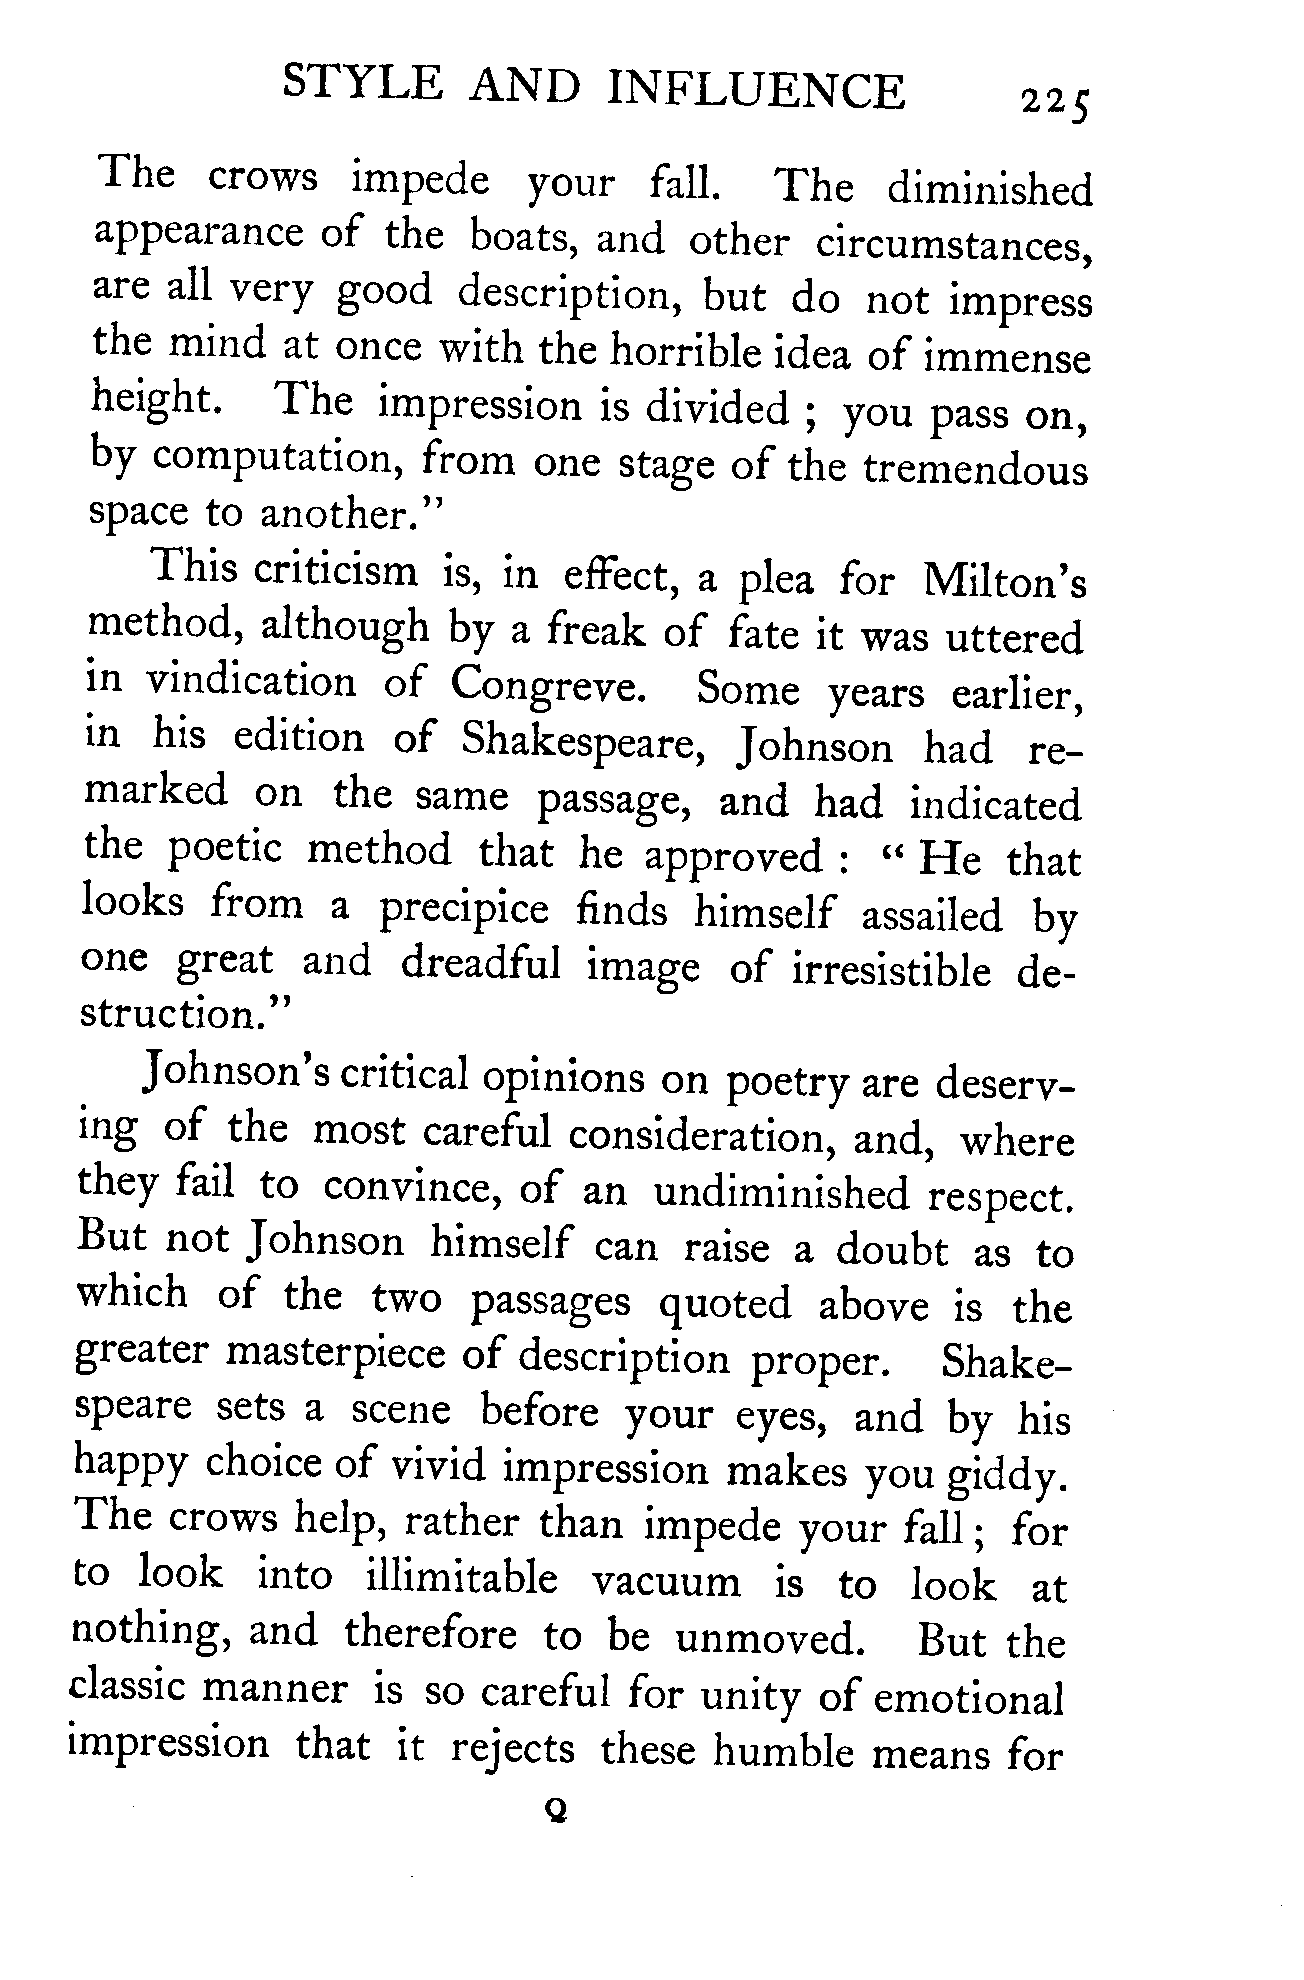 STYLE AND INFLUENCE 225
The crows impede your fall. The diminished
appearance of the boats, and other circumstances,
are all very good description, but do not impress
the mind at once with the horrible idea of immense
height. The impression is divided ; you pass on,
by computation, from one stage of the tremendous
space to another.”
This criticism is, in effect, a plea for Milton’s
method, although by a freak of fate it was uttered
in vindication of Congreve. Some years earlier,
in his edition of Shakespeare, Johnson had re-
marked on the same passage, and had indicated
the poetic method that he approved : “ He that
looks from a precipice finds himself assailed by
one great and dreadful image of irresistible de-
struction.”
Johnson’s critical opinions on poetry are deserv-
ing of the most careful consideration, and, where
they fail to convince, of an undiminished respect.
But not Johnson himself can raise a doubt as to
which of the two passages quoted above is the
greater masterpiece of description proper. Shake-
speare sets a scene before your eyes, and by his
happy choice of vivid impression makes you giddy.
The crows help, rather than impede your fall ; for
to look into illimitable vacuum is to look at
nothing, and therefore to be unmoved. But the
classic manner is so careful for unity of emotional
impression that it rejects these humble means for
Q